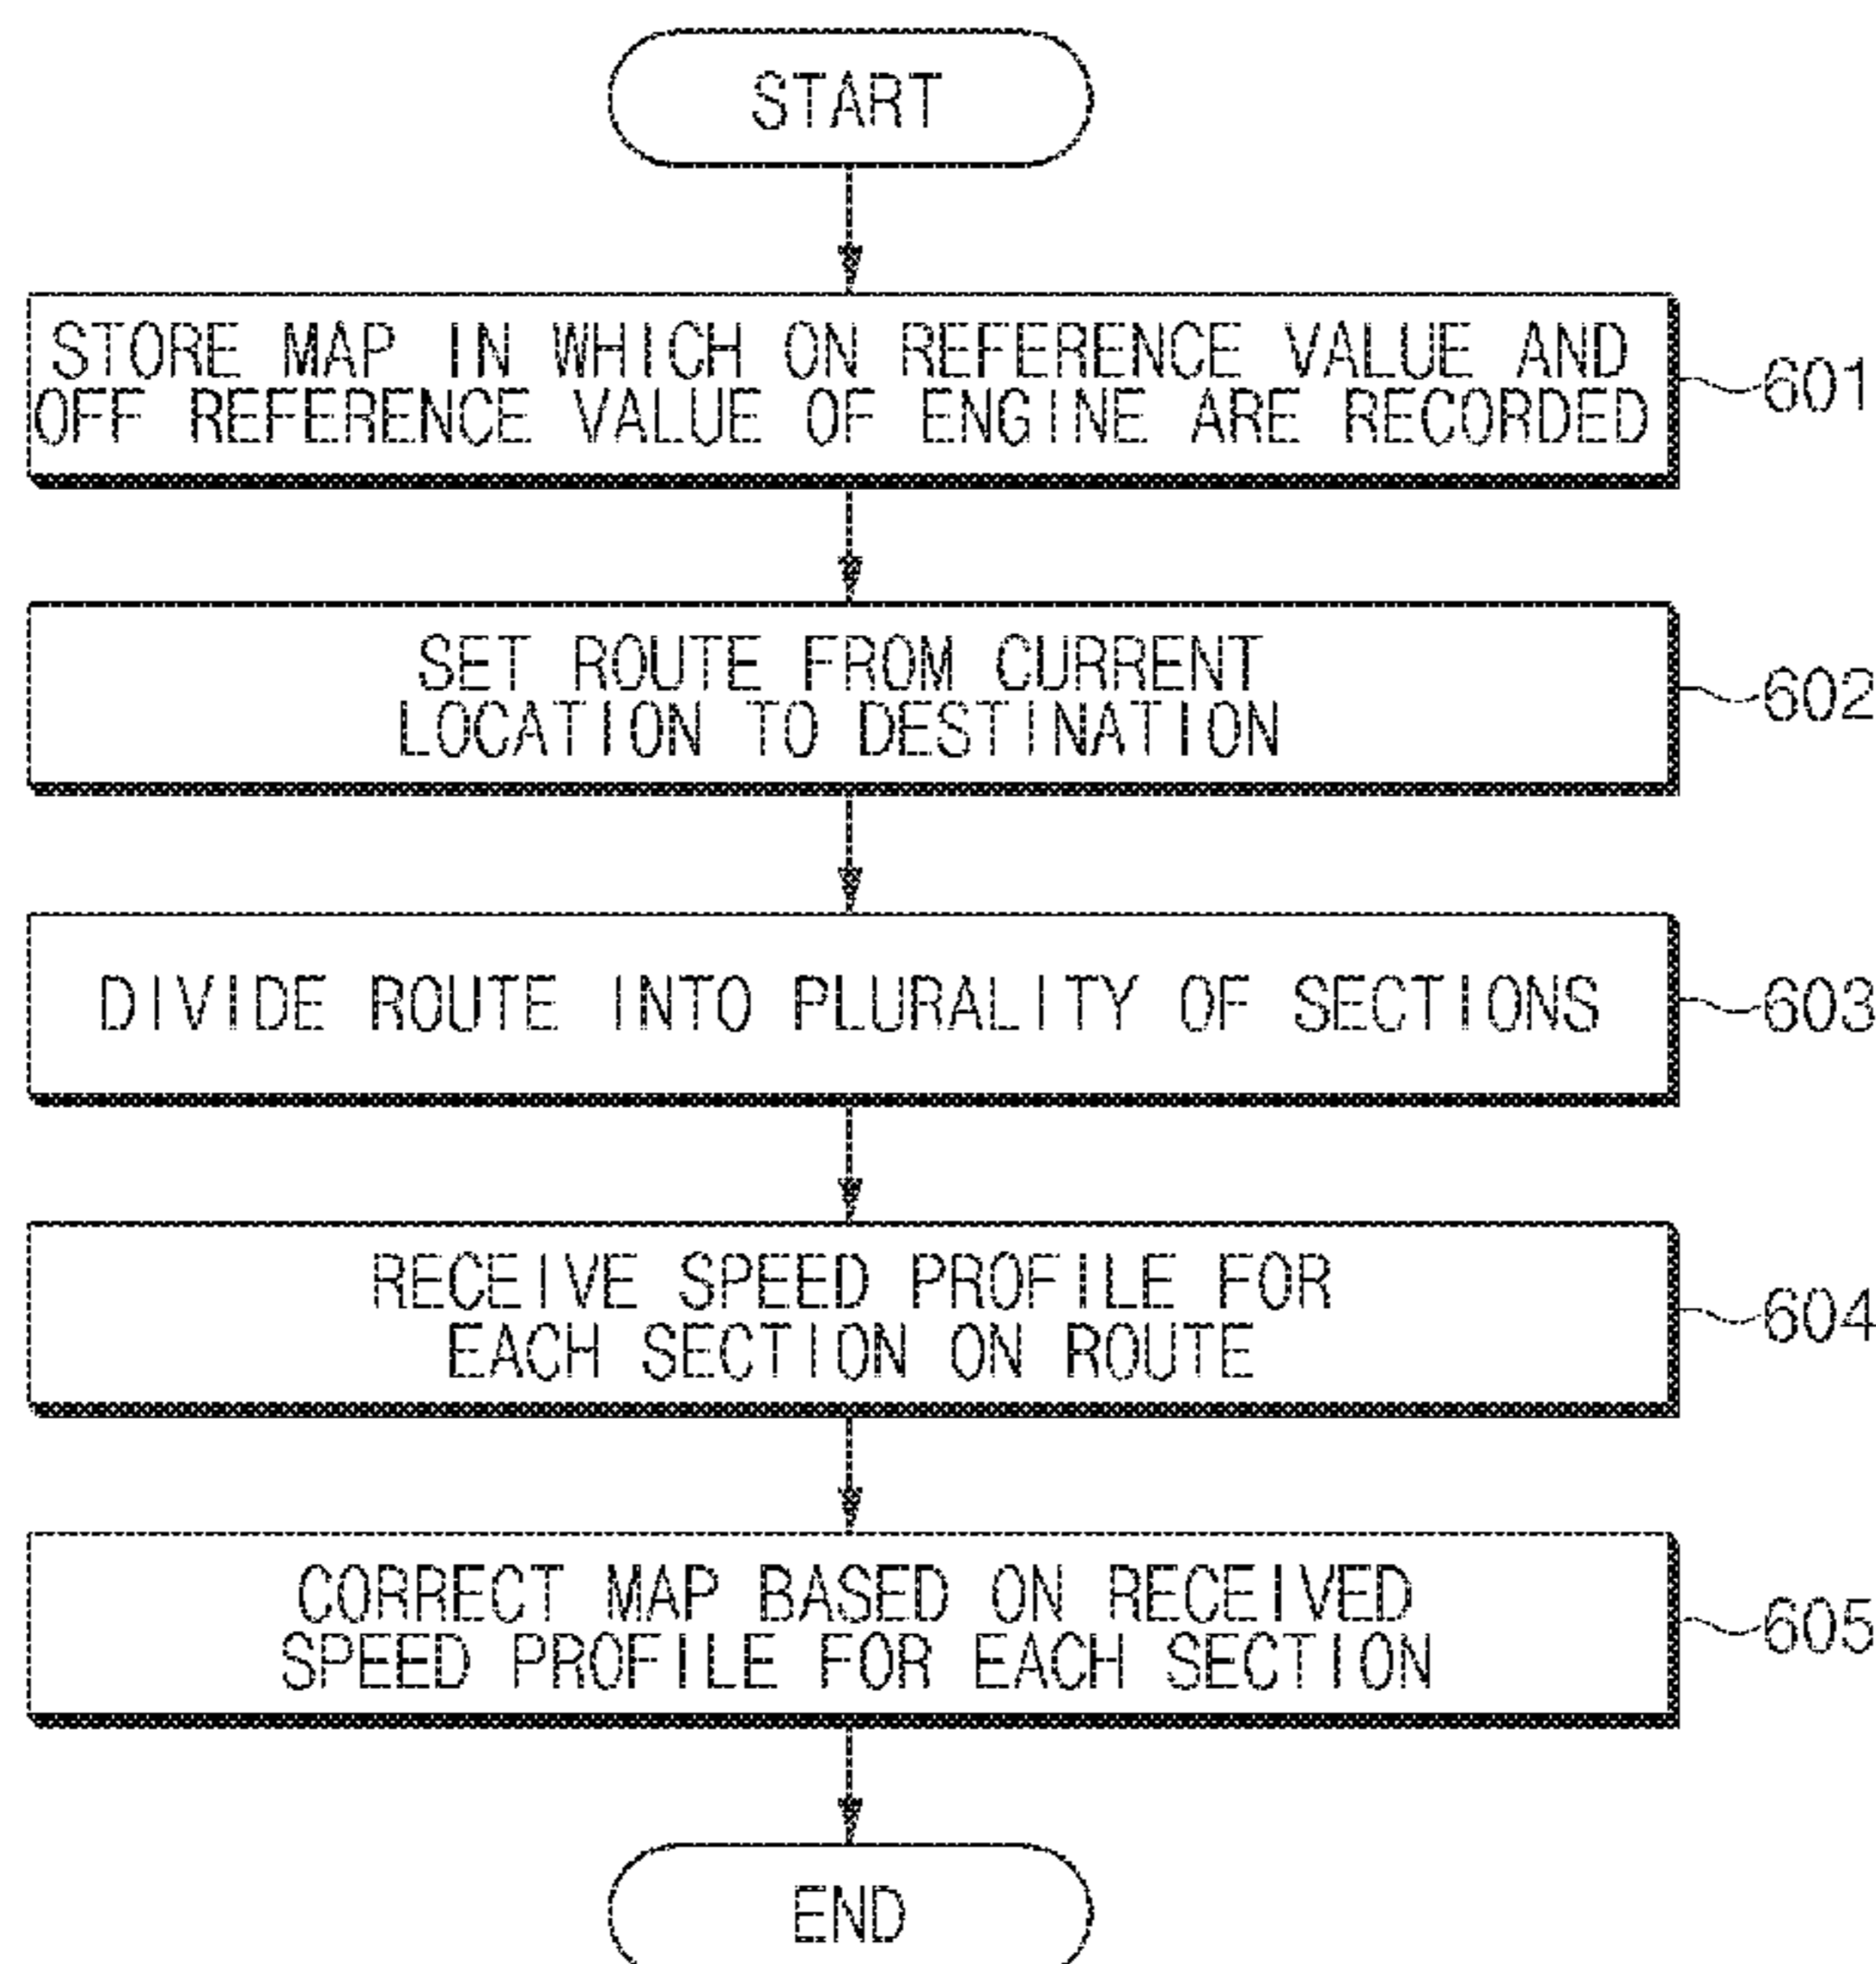 START
STORE MAP IN WHICH ON REFERENCE VALUE AND
OFF REFERENCE VALUE OF ENGINE ARE RECORDED
601
SET ROUTE FROM CURRENT
LOCATION TO DESTINATION
602
DIVIDE ROUTE INTO PLURALITY OF SECTIONS
603
RECEIVE SPEED PROFILE FOR
EACH SECTION ON ROUTE
604
CORRECT MAP BASED ON RECEIVED
SPEED PROFILE FOR EACH SECTION
605
END